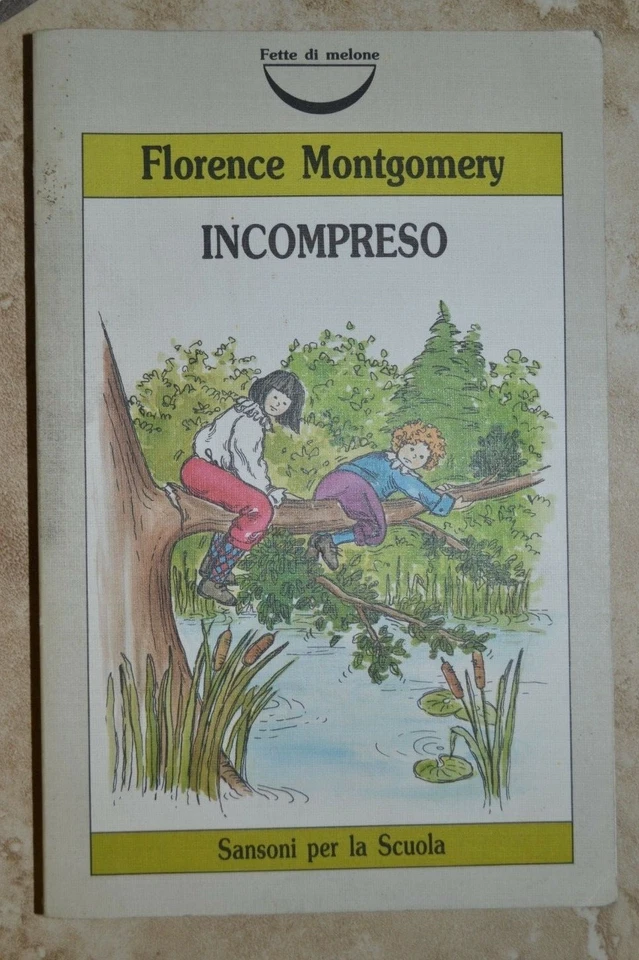 Fette di melone
Florence Montgomery
INCOMPRESO
Sansoni per la Scuola